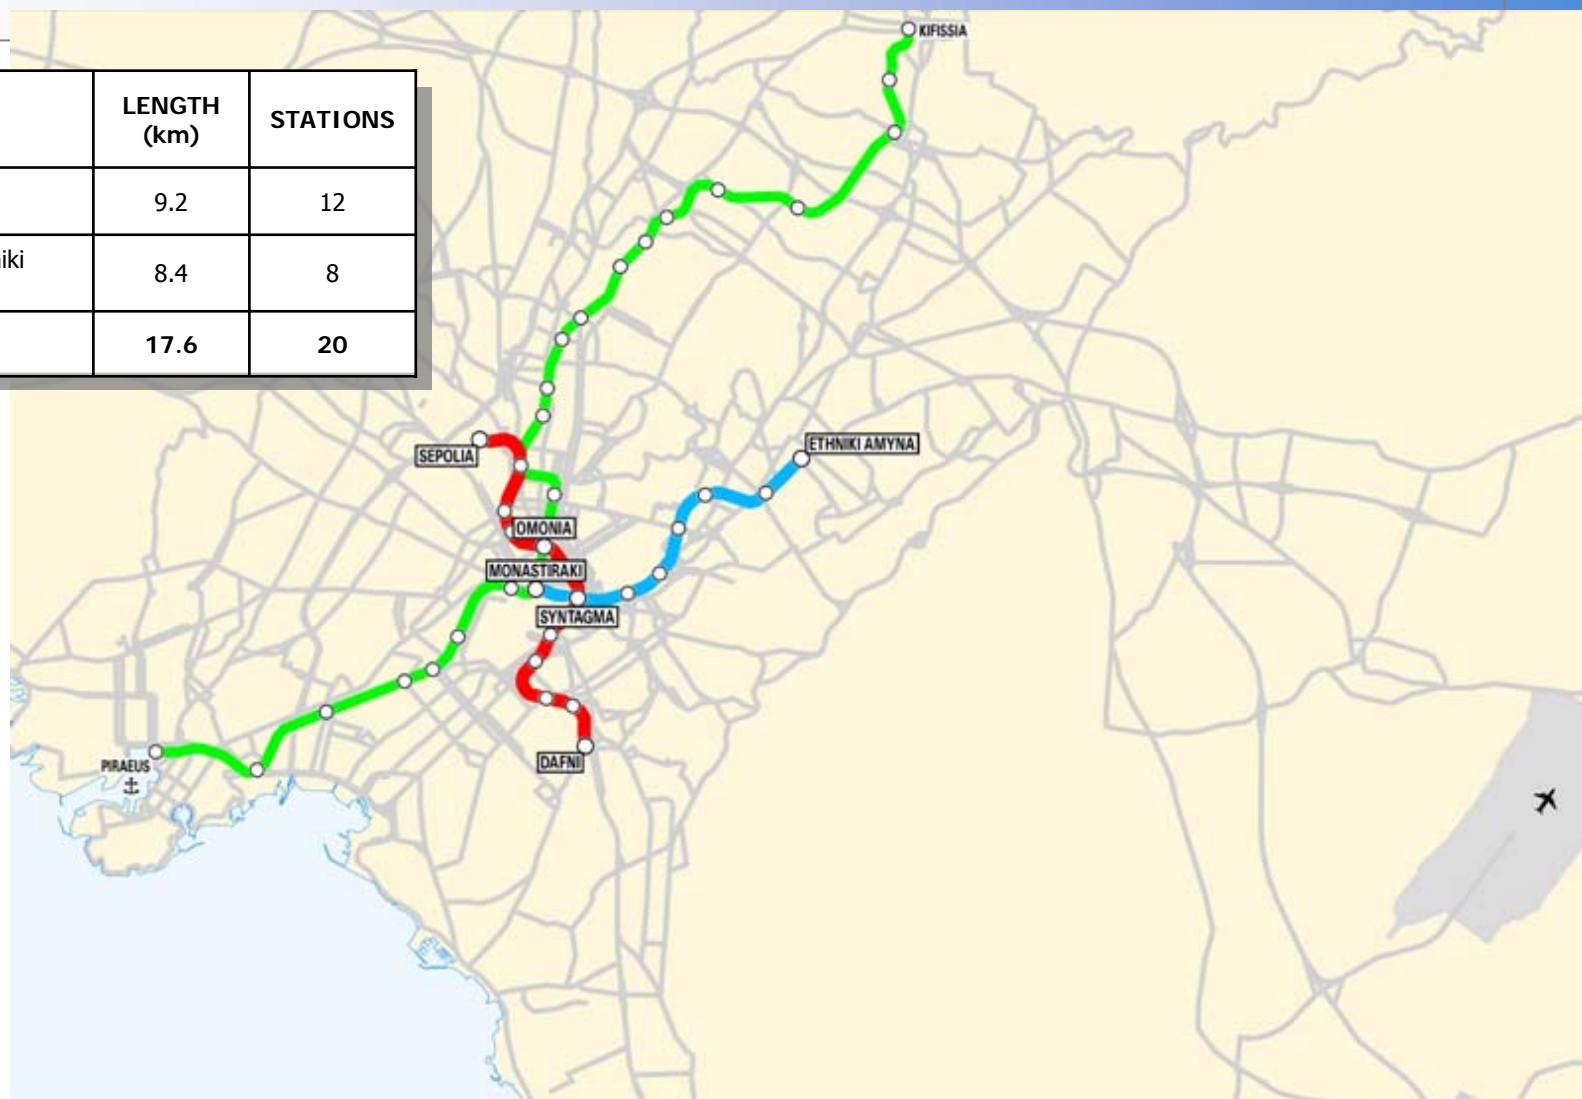 LENGTH
(km)
STATIONS
9.2
12
iki
8.4
8
17.6
20
KIFISSIA
SEPOLIA
ETHNIKI AMYNA
OMONIA
MONASTIRAKI
SYNTAGMA
DAFNI
PIRAEUS